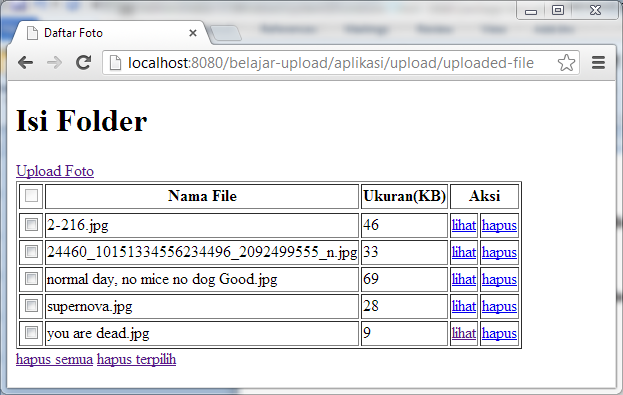 Daftar Foto
localhost:8080/belajar-upload/aplikasi/upload/uploaded-file
Isi Folder
Upload Foto
Nama File Ukuran(KB) Aksi
2-216.jpg 46 lihat hapus
24460_10151334556234496_2092499555_n.jpg 33 lihat hapus
normal day, no mice no dog Good.jpg 69 lihat hapus
supernova.jpg 28 lihat hapus
you are dead.jpg 9 lihat hapus
hapus semua hapus terpilih